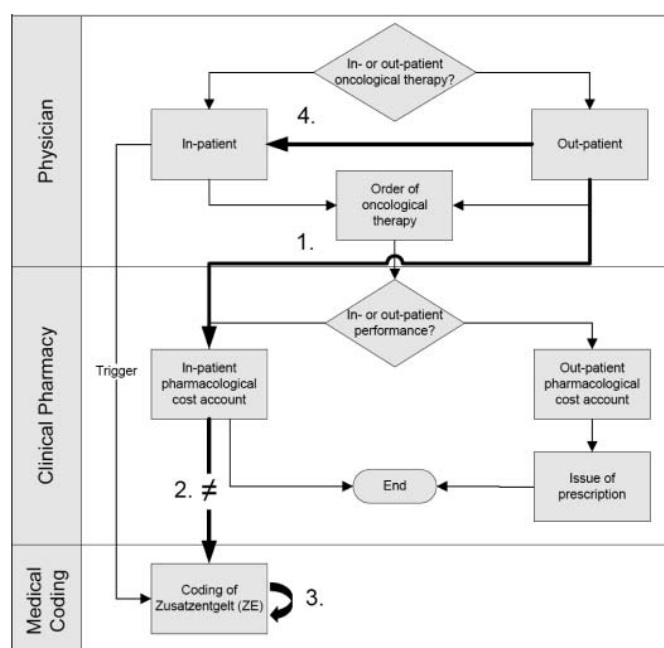 Physician
In- or out-patient
oncological therapy?
4.
In-patient
Out-patient
Order of
oncological
therapy
1.
Clinical Pharmacy
In- or out-patient
performance?
Trigger
In-patient
pharmacological
cost account
Out-patient
pharmacological
cost account
2. ≠
End
Issue of
prescription
Medical
Coding
Coding of
Zusatzentgelt (ZE)
3.